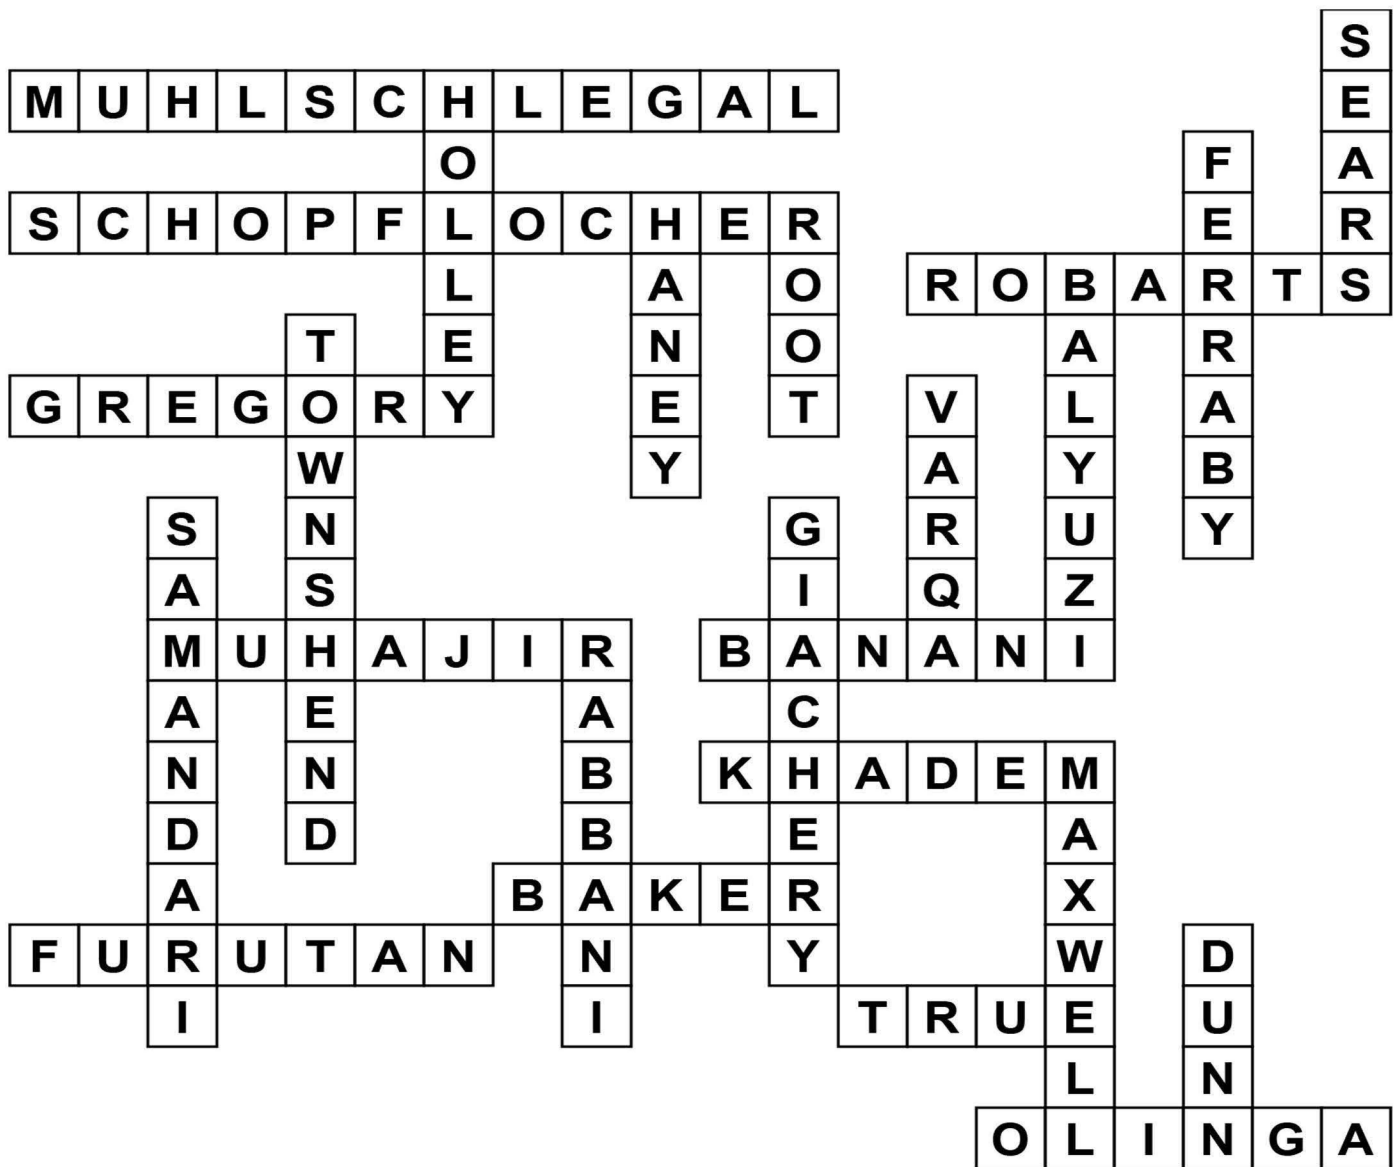 SEARS
MUHLSCHLEGAL
HOLLEY
FERRABY
SCHOPFLOCHER
HANEY
ROOT
ROBARTS
BALYUZI
TOWNSHEND
GREGORY
VARQA
SAMANDARI
GIACHERY
MUHAJIR
RABBANI
BANANI
KHADEM
MAXWELL
BAKER
FURUTAN
DUNN
TRUE
OLINGA